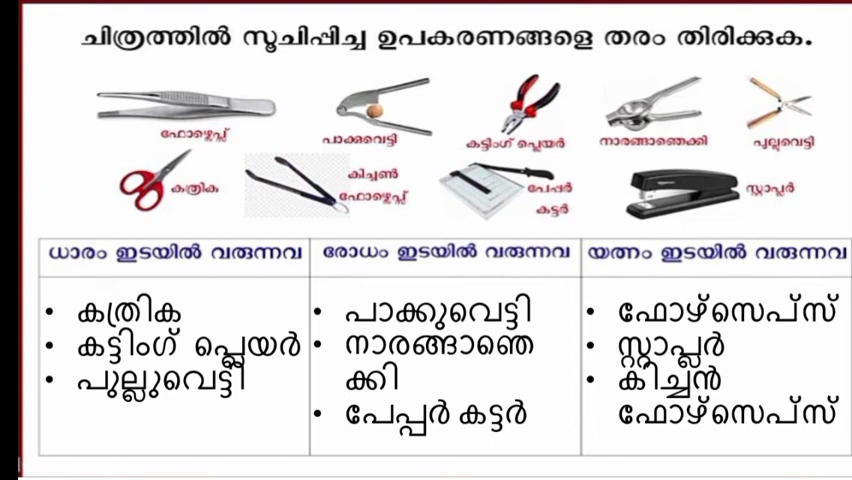 ചിത്രത്തിൽ സൂചിപ്പിച്ച ഉപകരണങ്ങളെ തരം തിരിക്കുക.
ഫോഴ്സെപ്സ്
പാക്കുവെട്ടി
കട്ടിംഗ് പ്ലെയർ
നാരങ്ങാഞെക്കി
പുല്ലുവെട്ടി
കത്രിക
കിച്ചൺ
ഫോഴ്സെപ്സ്
പേപ്പർ
കട്ടർ
സ്റ്റാപ്ലർ
ധാരം ഇടയിൽ വരുന്നവ
രോധം ഇടയിൽ വരുന്നവ
യത്നം ഇടയിൽ വരുന്നവ
• കത്രിക
• കട്ടിംഗ് പ്ലെയർ
• പുല്ലുവെട്ടി
• പാക്കുവെട്ടി
• നാരങ്ങാഞെ
ക്കി
• പേപ്പർ കട്ടർ
• ഫോഴ്സെപ്സ്
• സ്റ്റാപ്ലർ
• കിച്ചൻ
ഫോഴ്സെപ്സ്